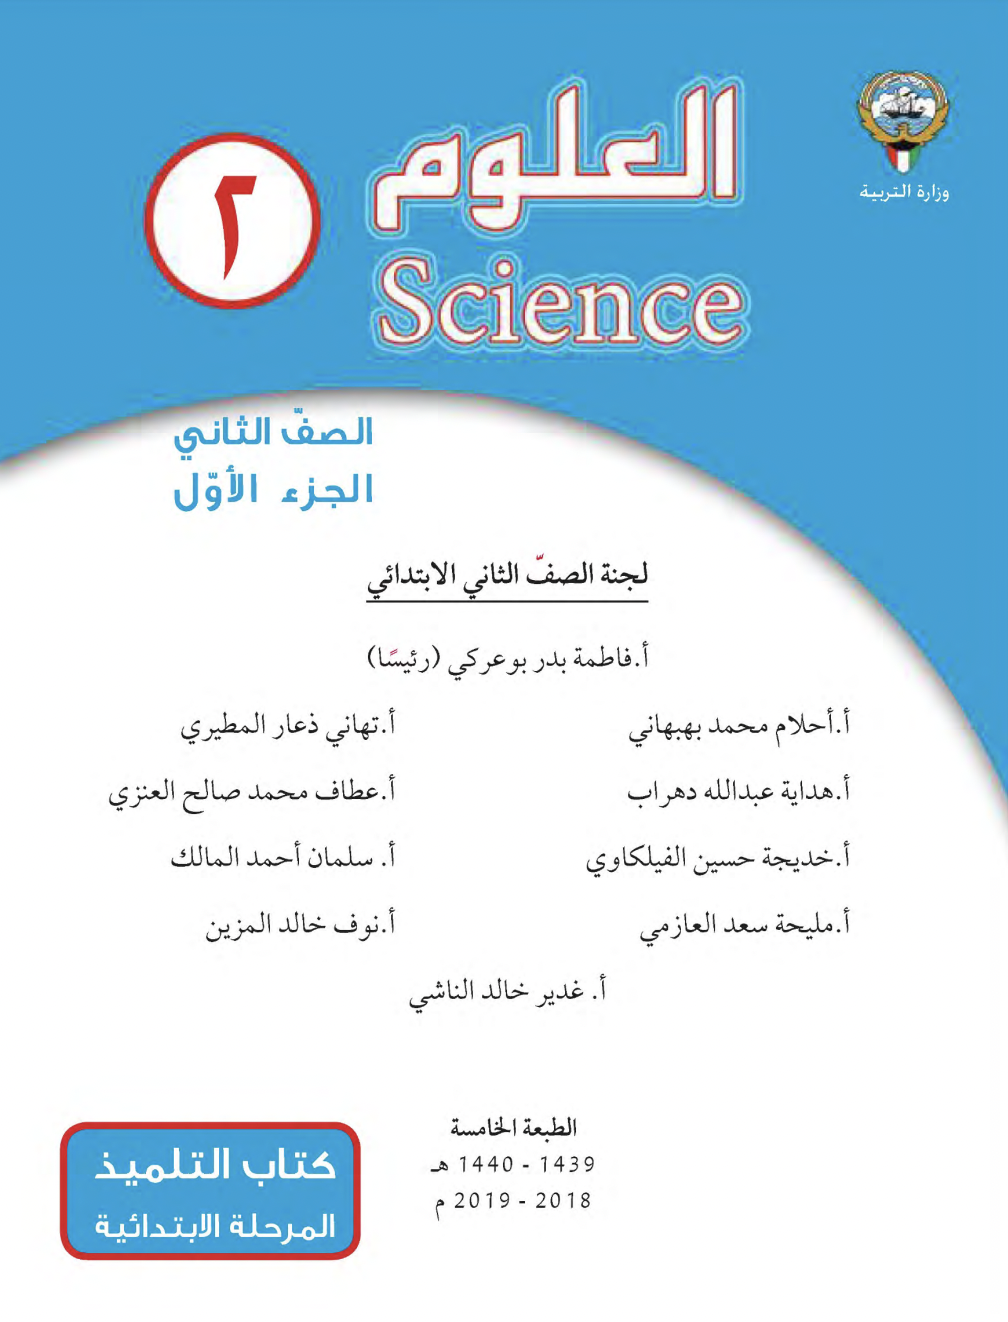 وزارة التربية
العلوم
Science
٢
الصفّ الثاني
الجزء الأوّل
لجنة الصفّ الثاني الابتدائي
أ.فاطمة بدر بوعركي (رئيسًا)
أ.أحلام محمد بهبهاني
أ.تهاني ذعار المطيري
أ.هداية عبدالله دهراب
أ.عطاف محمد صالح العنزي
أ.خديجة حسين الفيلكاوي
أ. سلمان أحمد المالك
أ.مليحة سعد العازمي
أ.نوف خالد المزين
أ. غدير خالد الناشي
الطبعة الخامسة
1439 - 1440 هـ
2018 - 2019 م
كتاب التلميذ
المرحلة الابتدائية